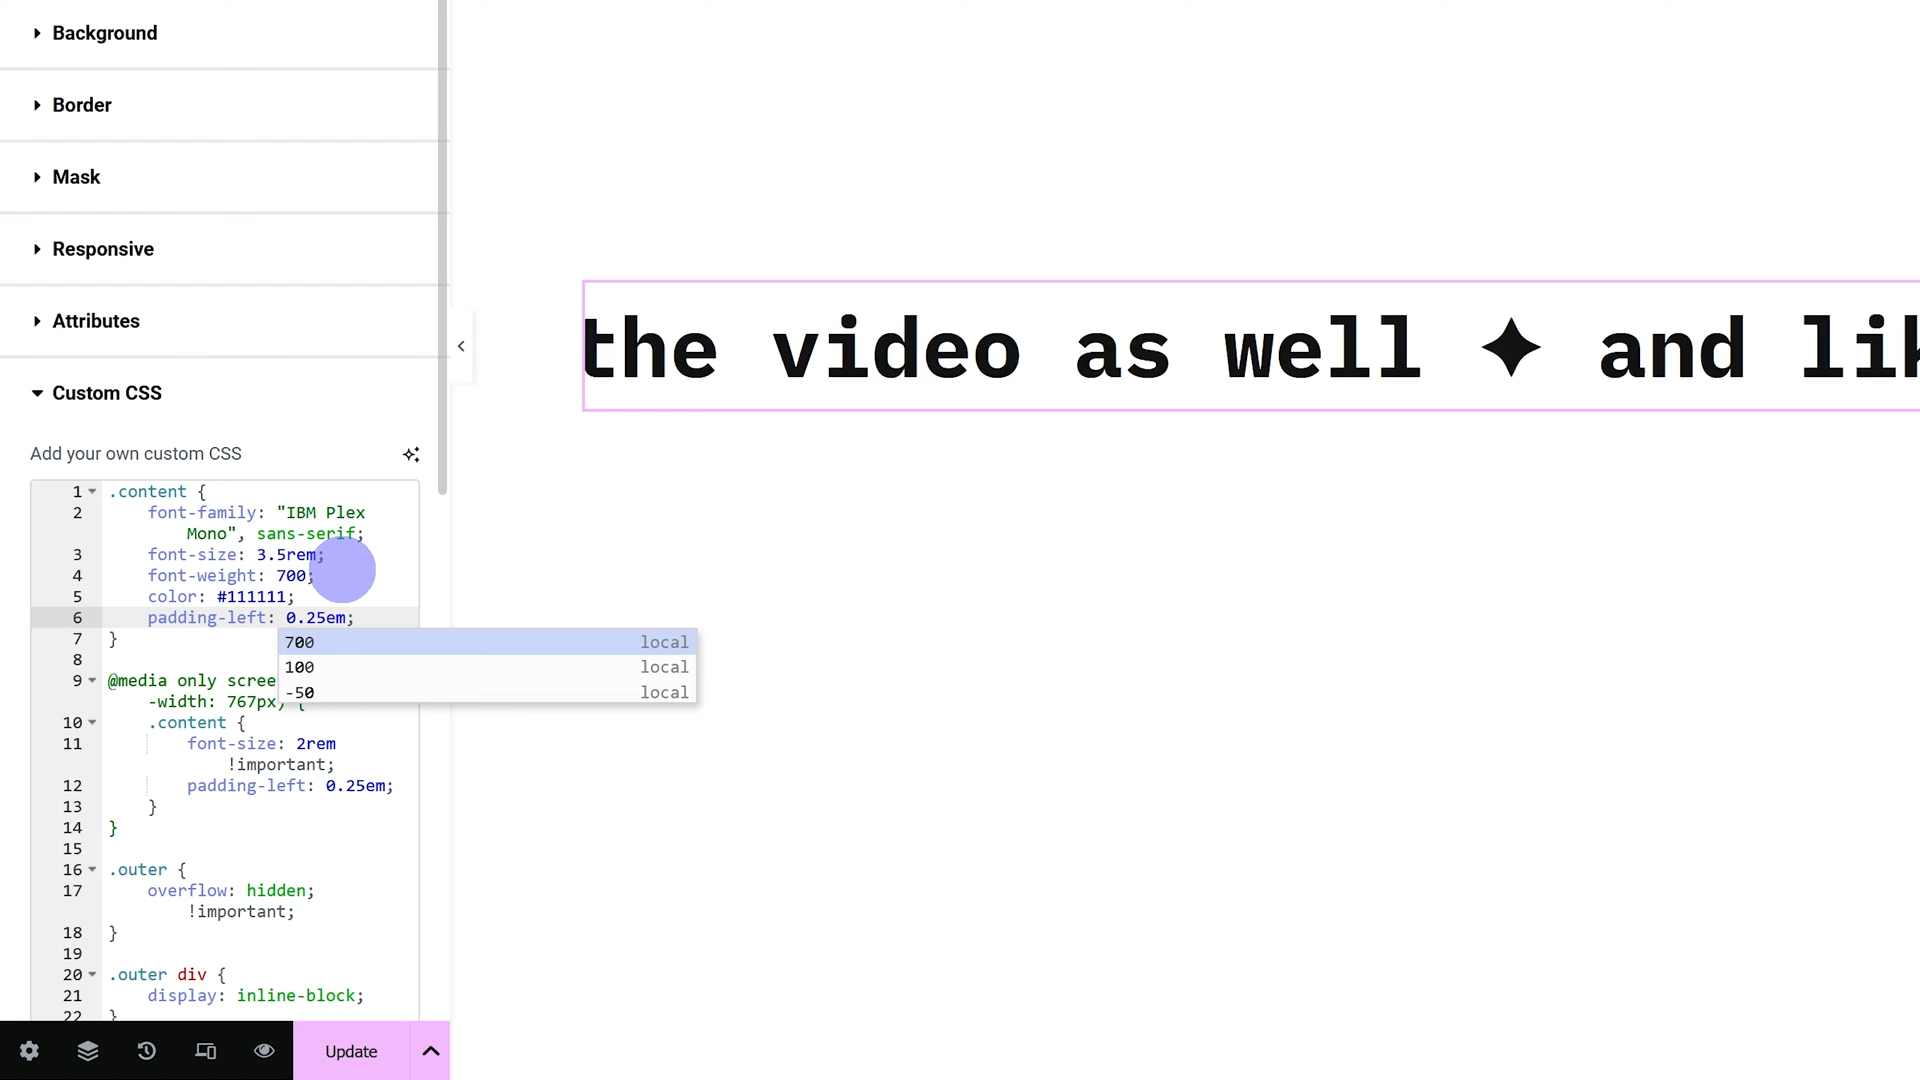 Background
Border
Mask
Responsive
Attributes
Custom CSS
Add your own custom CSS
1 .content {
2 font-family: "IBM Plex
Mono", sans-serif;
3 font-size: 3.5rem;
4 font-weight: 700;
5 color: #111111;
6 padding-left: 0.25em;
7 }
700 local
8
100 local
9 @media only scree
-50 local
-width: 767px) {
10 .content {
11 font-size: 2rem
!important;
12 padding-left: 0.25em;
13 }
14 }
15
16 .outer {
17 overflow: hidden;
!important;
18 }
19
20 .outer div {
21 display: inline-block;
22 }
Update
the video as well ✦ and lik